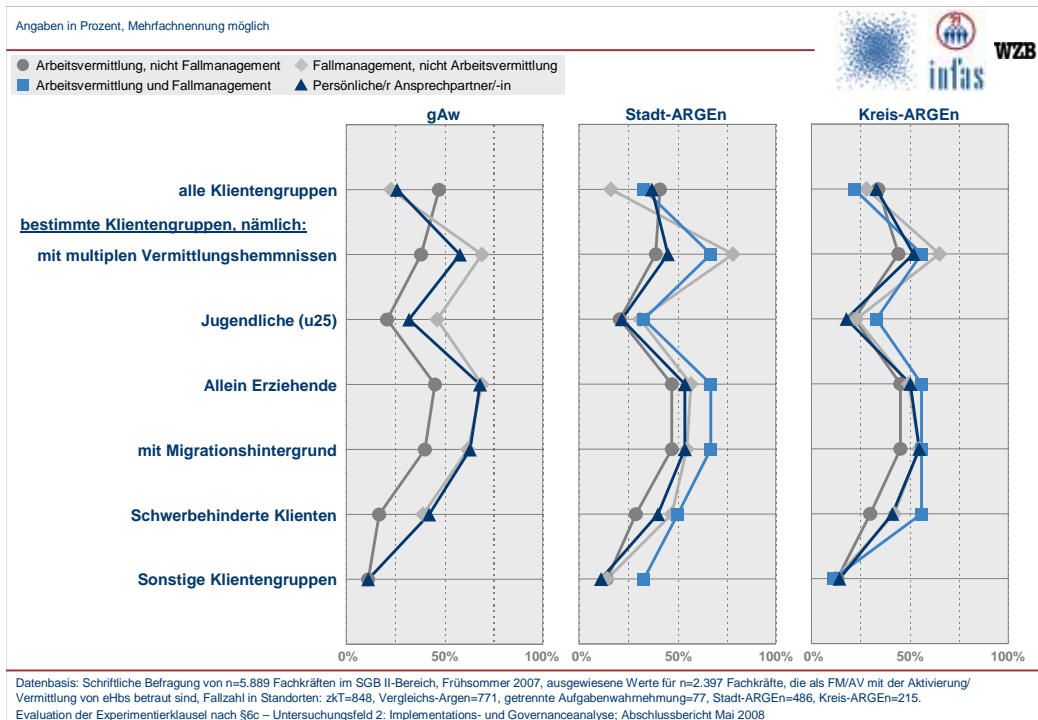 Angaben in Prozent, Mehrfachnennung möglich
infas
WZB
Arbeitsvermittlung, nicht Fallmanagement
Fallmanagement, nicht Arbeitsvermittlung
Arbeitsvermittlung und Fallmanagement
Persönliche/r Ansprechpartner/-in
gAw
Stadt-ARGEn
Kreis-ARGEn
alle Klientengruppen
bestimmte Klientengruppen, nämlich:
mit multiplen Vermittlungshemmnissen
Jugendliche (u25)
Allein Erziehende
mit Migrationshintergrund
Schwerbehinderte Klienten
Sonstige Klientengruppen
0% 50% 100%
0% 50% 100%
0% 50% 100%
Datenbasis: Schriftliche Befragung von n=5.889 Fachkräften im SGB II-Bereich, Frühsommer 2007, ausgewiesene Werte für n=2.397 Fachkräfte, die als FM/AV mit der Aktivierung/
Vermittlung von eHbs betraut sind, Fallzahl in Standorten: zkT=848, Vergleichs-Argen=771, getrennte Aufgabenwahrnehmung=77, Stadt-ARGEn=486, Kreis-ARGEn=215.
Evaluation der Experimentierklausel nach §6c – Untersuchungsfeld 2: Implementations- und Governanceanalyse; Abschlussbericht Mai 2008